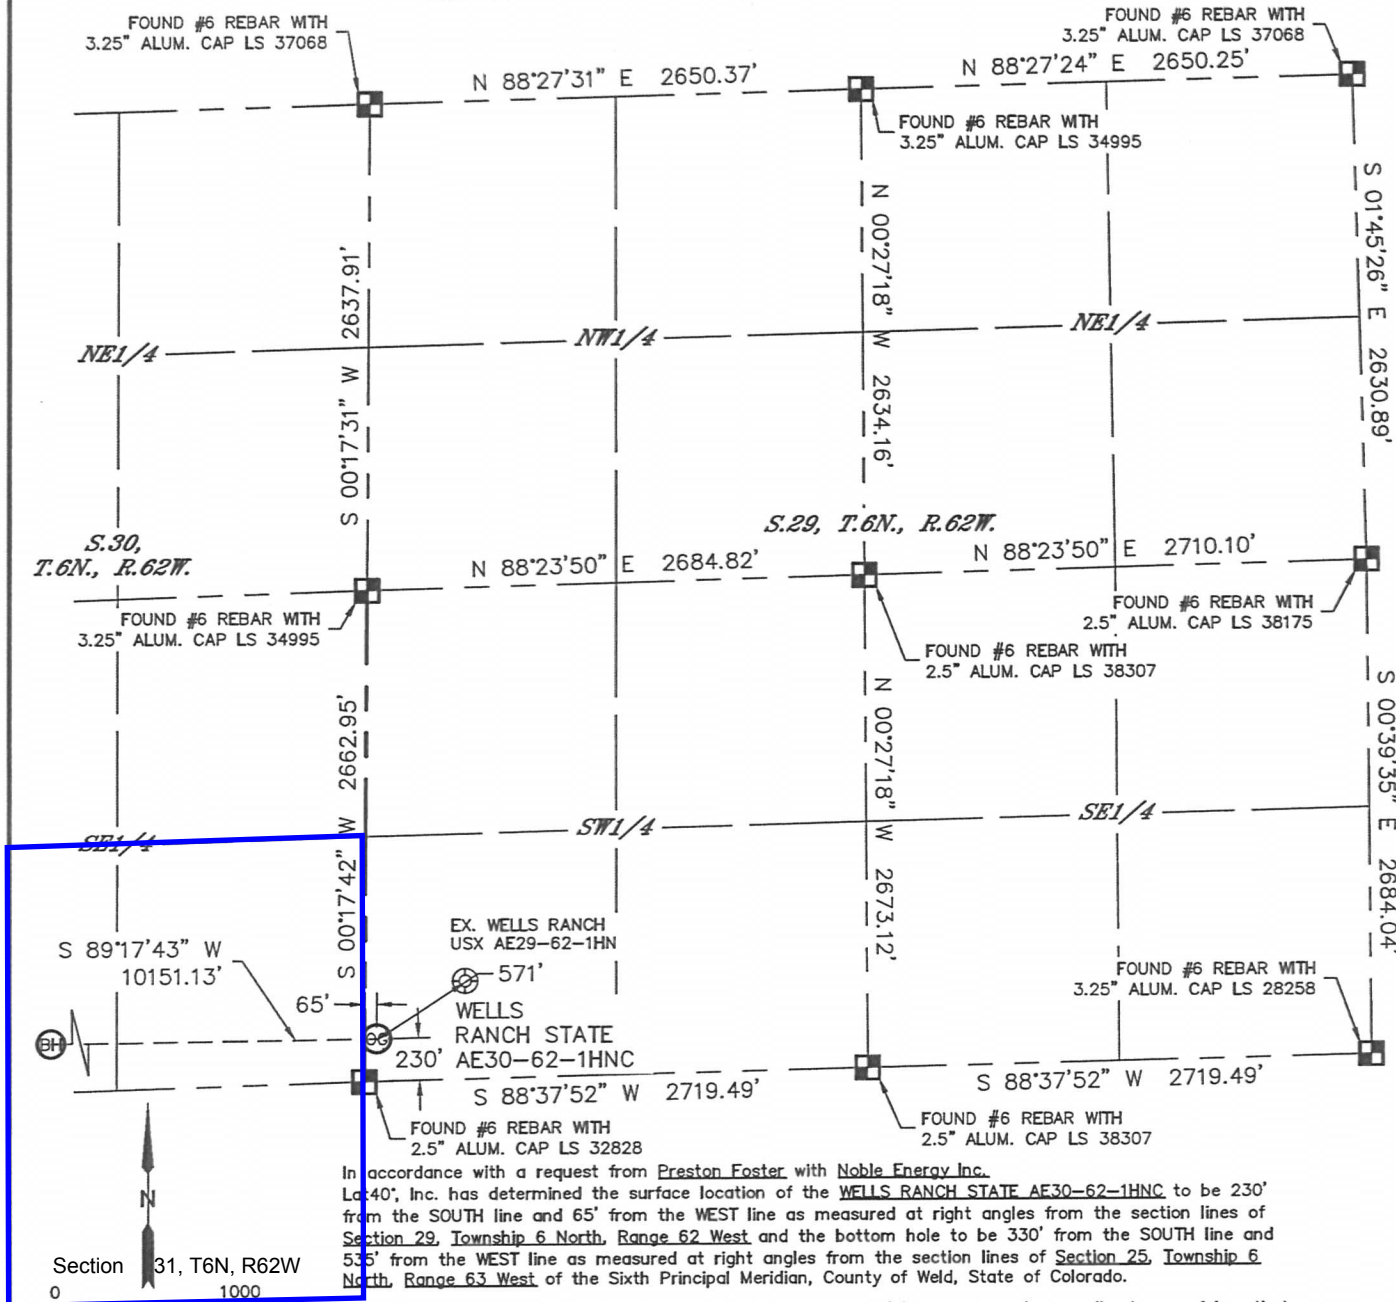 FOUND #6 REBAR WITH
3.25" ALUM. CAP LS 37068
N 88°27'31" E 2650.37'
FOUND #6 REBAR WITH
3.25" ALUM. CAP LS 37068
N 88°27'24" E 2650.25'
FOUND #6 REBAR WITH
3.25" ALUM. CAP LS 34995
S 00°17'31" W 2637.91'
N 00°27'18" W 2634.16'
S 01°45'26" E 2630.89'
NE1/4
NW1/4
NE1/4
S.30,
T.6N., R.62W.
S.29, T.6N., R.62W.
N 88°23'50" E 2684.82'
N 88°23'50" E 2710.10'
FOUND #6 REBAR WITH
3.25" ALUM. CAP LS 34995
FOUND #6 REBAR WITH
2.5" ALUM. CAP LS 38175
FOUND #6 REBAR WITH
2.5" ALUM. CAP LS 38307
S 00°17'42" W 2662.95'
N 00°27'18" W 2673.12'
S 00°39'35" E 2684.04'
SE1/4
SW1/4
SE1/4
S 89°17'43" W
10151.13'
EX. WELLS RANCH
USX AE29-62-1HN
571'
65'
BH
OG
WELLS
RANCH STATE
230' AE30-62-1HNC
FOUND #6 REBAR WITH
3.25" ALUM. CAP LS 28258
S 88°37'52" W 2719.49'
S 88°37'52" W 2719.49'
FOUND #6 REBAR WITH
2.5" ALUM. CAP LS 32828
FOUND #6 REBAR WITH
2.5" ALUM. CAP LS 38307
N
Section 31, T6N, R62W
0 1000
In accordance with a request from Preston Foster with Noble Energy Inc.
Lat40°, Inc. has determined the surface location of the WELLS RANCH STATE AE30-62-1HNC to be 230'
from the SOUTH line and 65' from the WEST line as measured at right angles from the section lines of
Section 29, Township 6 North, Range 62 West and the bottom hole to be 330' from the SOUTH line and
535' from the WEST line as measured at right angles from the section lines of Section 25, Township 6
North, Range 63 West of the Sixth Principal Meridian, County of Weld, State of Colorado.